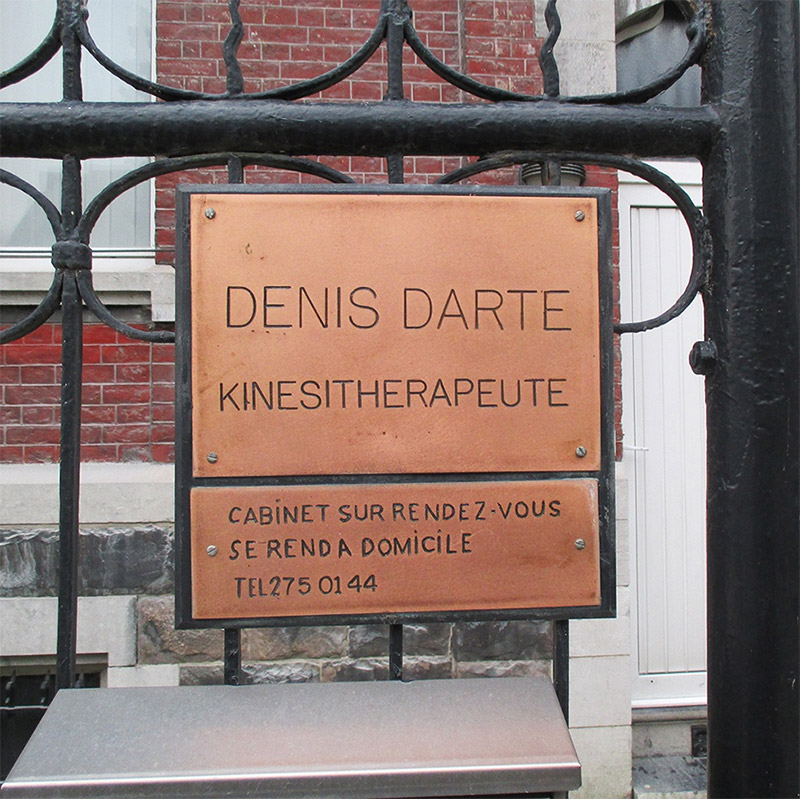 DENIS DARTE
KINESITHERAPEUTE
CABINET SUR RENDEZ-VOUS
SE REND A DOMICILE
TEL 275 01 44